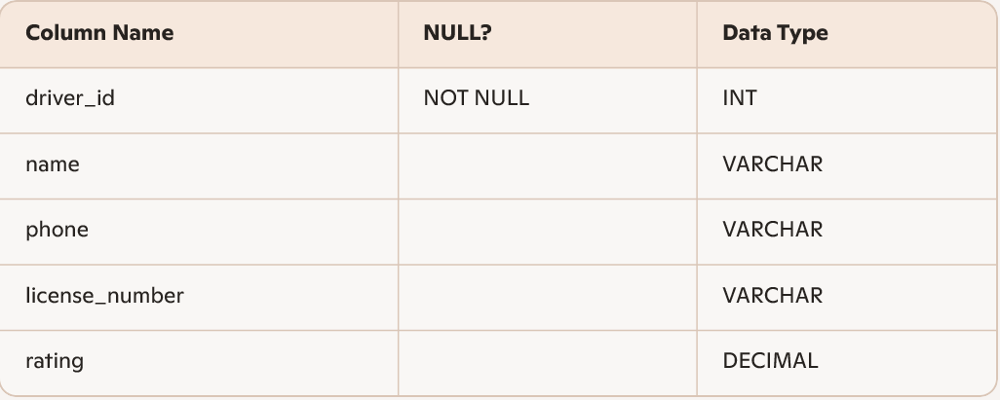 Column Name NULL? Data Type
driver_id NOT NULL INT
name VARCHAR
phone VARCHAR
license_number VARCHAR
rating DECIMAL